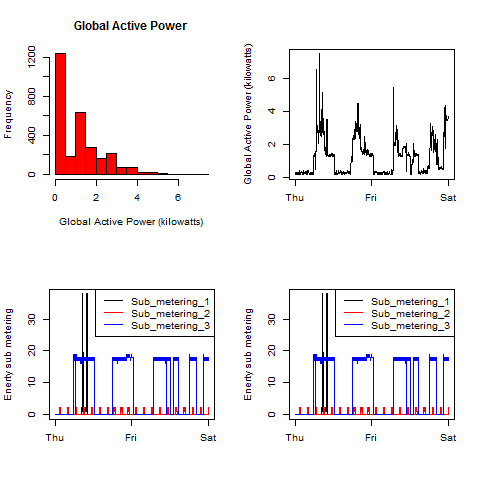 Global Active Power
Frequency
0 400 800 1200
0 2 4 6
Global Active Power (kilowatts)
Global Active Power (kilowatts)
0 2 4 6
Thu Fri Sat
Enerty sub metering
0 10 20 30
Sub_metering_1
Sub_metering_2
Sub_metering_3
Thu Fri Sat
Enerty sub metering
0 10 20 30
Sub_metering_1
Sub_metering_2
Sub_metering_3
Thu Fri Sat